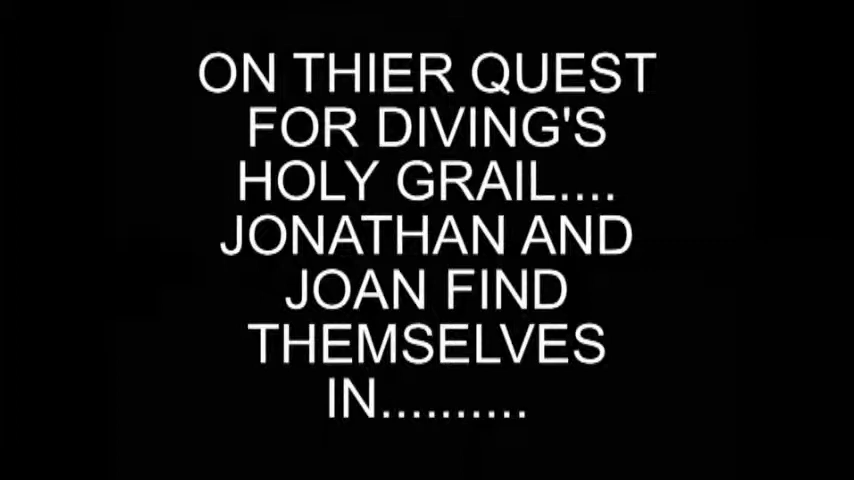 ON THIER QUEST
FOR DIVING'S
HOLY GRAIL....
JONATHAN AND
JOAN FIND
THEMSELVES
IN..........